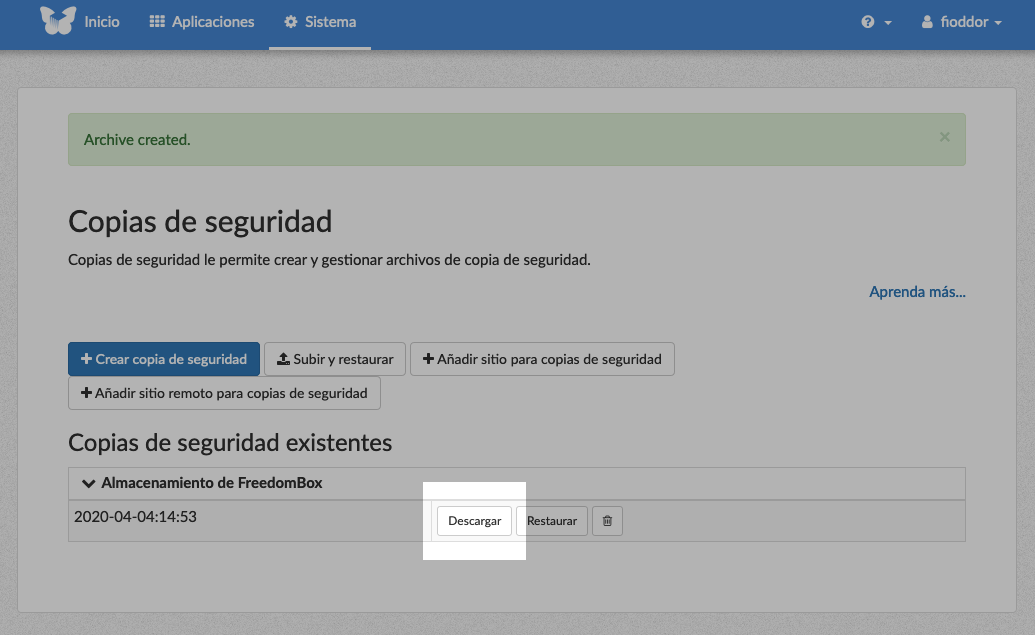 Inicio Aplicaciones Sistema fioddor
Archive created.
Copias de seguridad
Copias de seguridad le permite crear y gestionar archivos de copia de seguridad.
Aprenda más...
Crear copia de seguridad Subir y restaurar Añadir sitio para copias de seguridad
Añadir sitio remoto para copias de seguridad
Copias de seguridad existentes
Almacenamiento de FreedomBox
2020-04-04:14:53 Descargar Restaurar